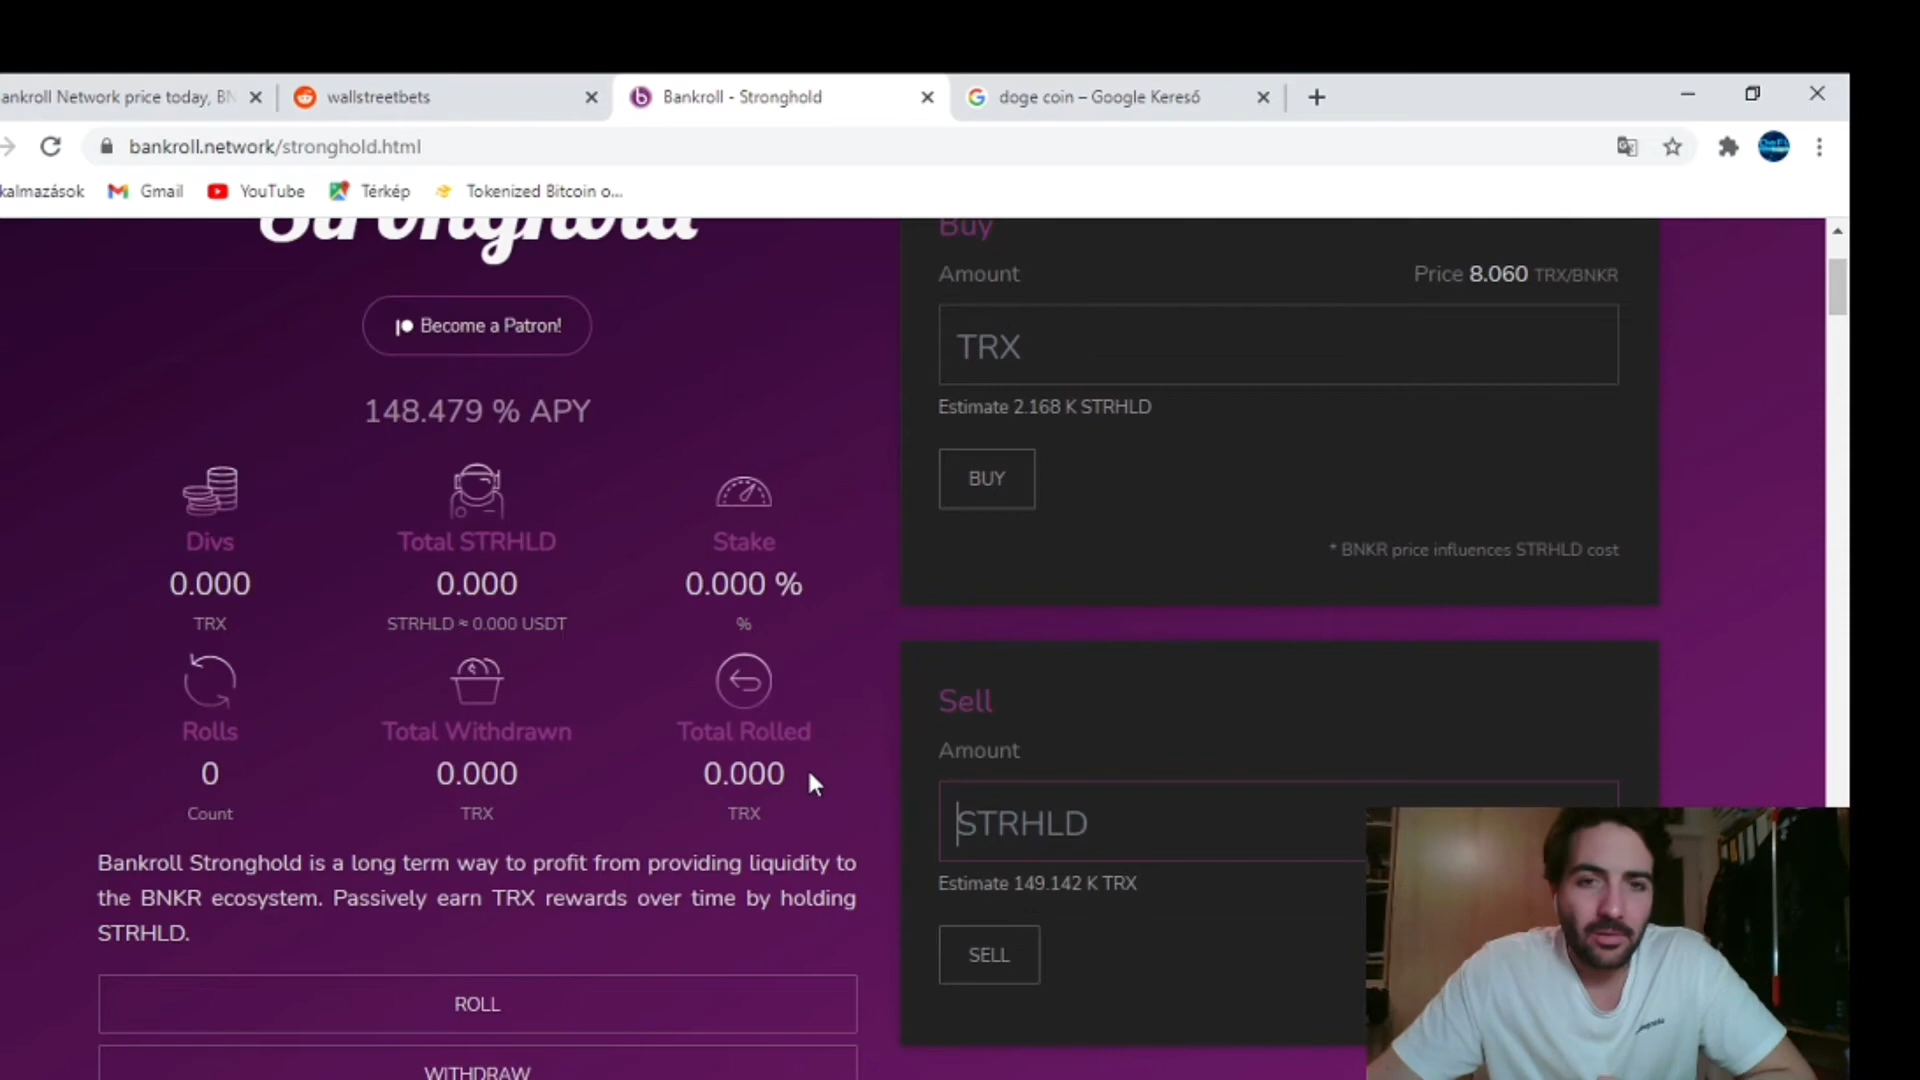 ankroll Network price today, BN
wallstreetbets
Bankroll - Stronghold
doge coin – Google Kereső
bankroll.network/stronghold.html
kalmazások
Gmail
YouTube
Térkép
Tokenized Bitcoin o...
Stronghold
Become a Patron!
148.479 % APY
Divs
0.000
TRX
Total STRHLD
0.000
STRHLD ≈ 0.000 USDT
Stake
0.000 %
%
Rolls
0
Count
Total Withdrawn
0.000
TRX
Total Rolled
0.000
TRX
Bankroll Stronghold is a long term way to profit from providing liquidity to
the BNKR ecosystem. Passively earn TRX rewards over time by holding
STRHLD.
ROLL
WITHDRAW
Buy
Amount
Price 8.060 TRX/BNKR
TRX
Estimate 2.168 K STRHLD
BUY
* BNKR price influences STRHLD cost
Sell
Amount
STRHLD
Estimate 149.142 K TRX
SELL